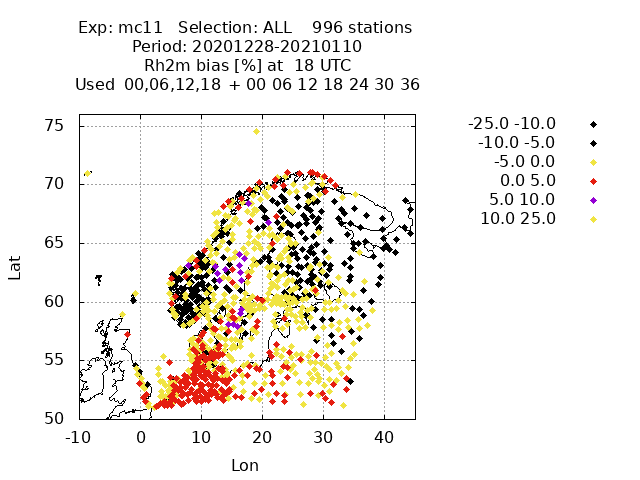 Exp: mc11   Selection: ALL    996 stations
Period: 20201228-20210110
Rh2m bias [%] at  18 UTC
Used  00,06,12,18  + 00 06 12 18 24 30 36
-25.0 -10.0
-10.0 -5.0
-5.0 0.0
0.0 5.0
5.0 10.0
10.0 25.0
75
70
65
60
55
50
Lat
-10 0 10 20 30 40
Lon